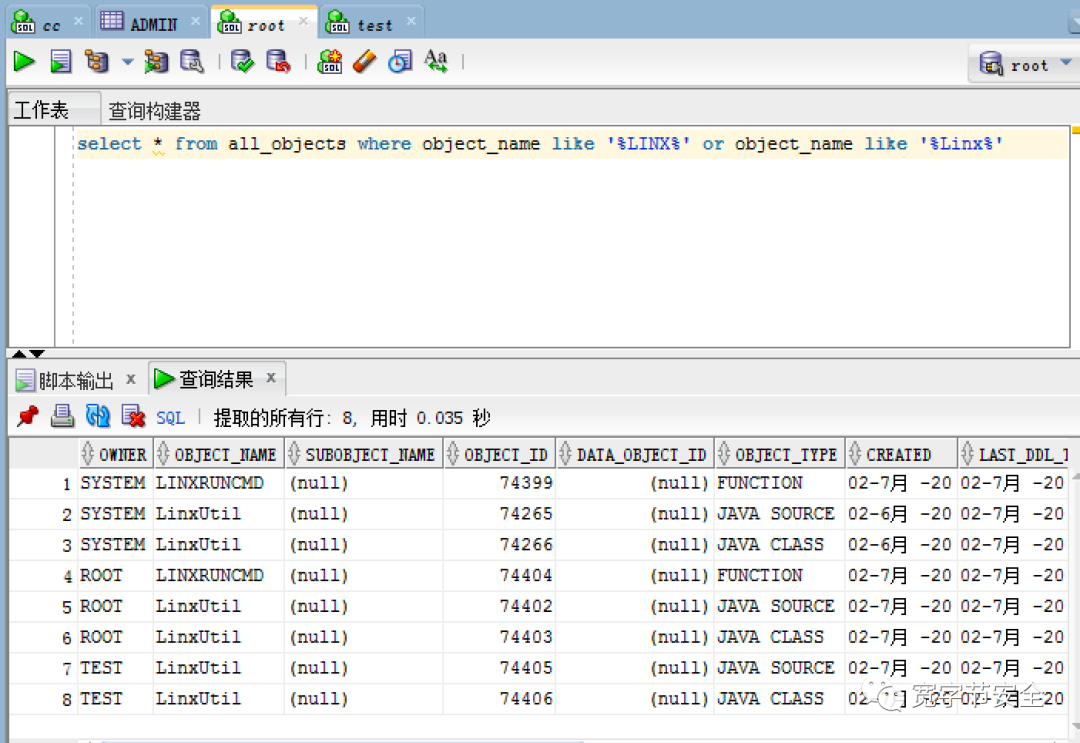 cc ADMIN root test
root
工作表 查询构建器
select * from all_objects where object_name like '%LINX%' or object_name like '%Linx%'
脚本输出 查询结果
SQL 提取的所有行: 8, 用时 0.035 秒
OWNER OBJECT_NAME SUBOBJECT_NAME OBJECT_ID DATA_OBJECT_ID OBJECT_TYPE CREATED LAST_DDL_
1 SYSTEM LINXRUNCMD (null) 74399 (null) FUNCTION 02-7月 -20 02-7月 -20
2 SYSTEM LinxUtil (null) 74265 (null) JAVA SOURCE 02-6月 -20 02-7月 -20
3 SYSTEM LinxUtil (null) 74266 (null) JAVA CLASS 02-6月 -20 02-7月 -20
4 ROOT LINXRUNCMD (null) 74404 (null) FUNCTION 02-7月 -20 02-7月 -20
5 ROOT LinxUtil (null) 74402 (null) JAVA SOURCE 02-7月 -20 02-7月 -20
6 ROOT LinxUtil (null) 74403 (null) JAVA CLASS 02-7月 -20 02-7月 -20
7 TEST LinxUtil (null) 74405 (null) JAVA SOURCE 02-7月 -20 02-7月 -20
8 TEST LinxUtil (null) 74406 (null) JAVA CLASS 02-7月 -20 02-7月 -20
宽字节安全